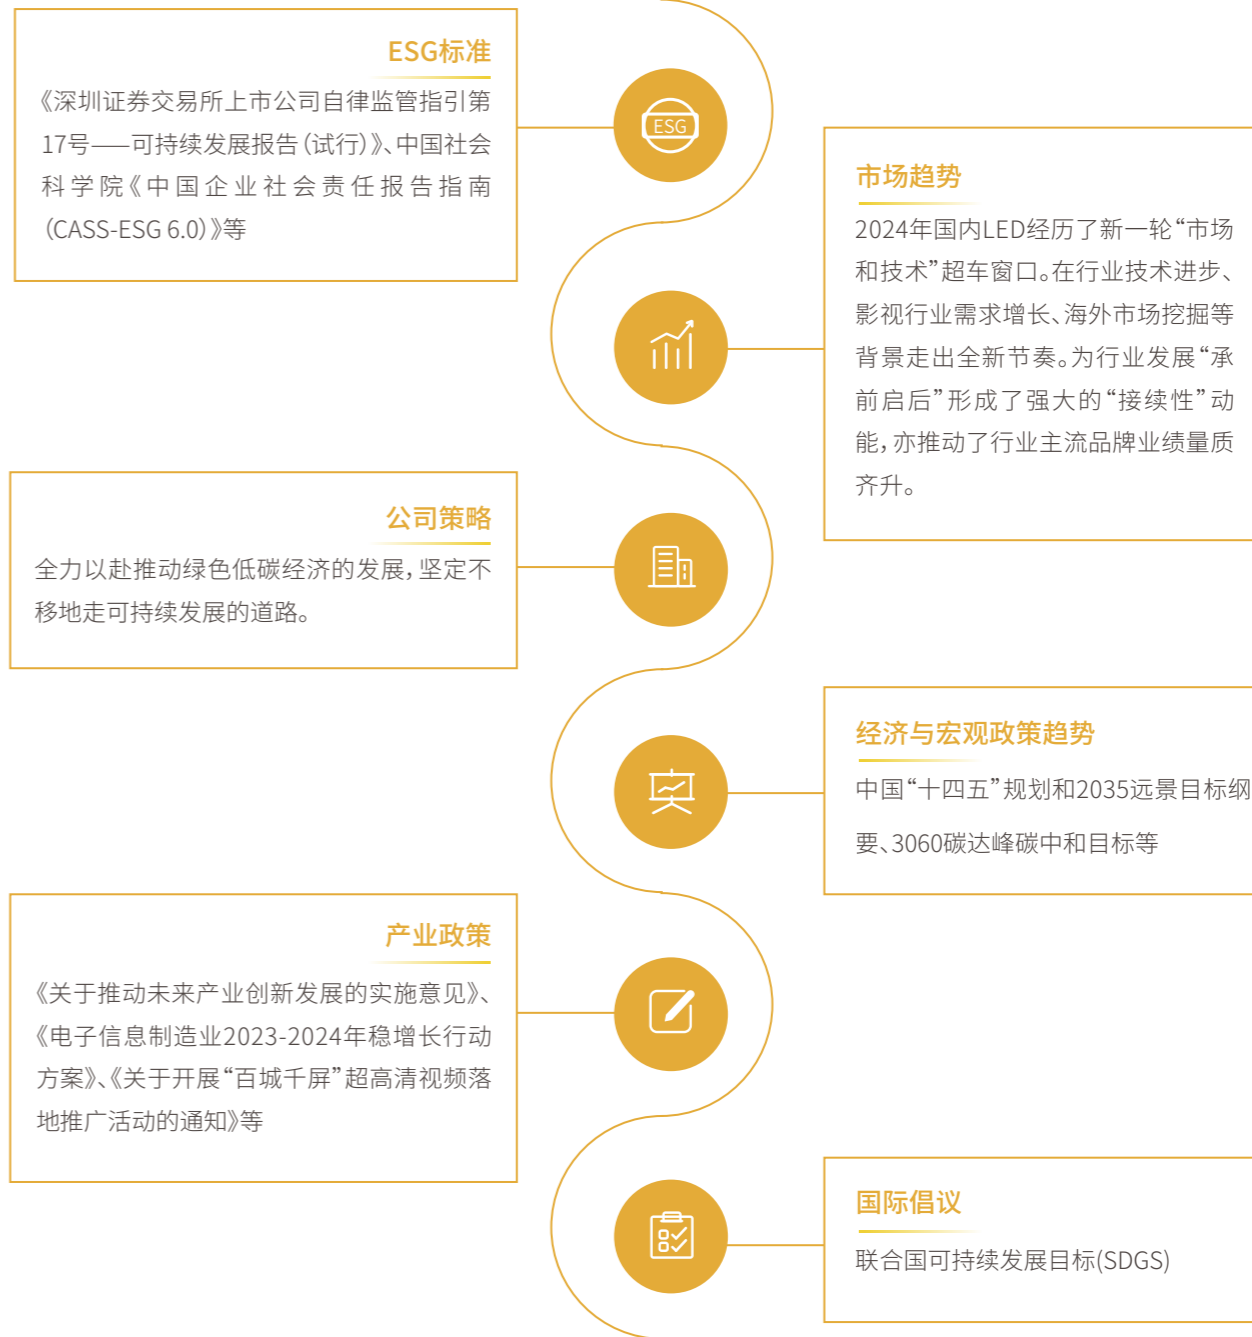 ESG标准
《深圳证券交易所上市公司自律监管指引第
17号——可持续发展报告（试行）》、中国社会
科学院《中国企业社会责任报告指南
（CASS-ESG 6.0）》等
ESG
市场趋势
2024年国内LED经历了新一轮“市场
和技术”超车窗口。在行业技术进步、
影视行业需求增长、海外市场挖掘等
背景走出全新节奏。为行业发展“承
前启后”形成了强大的“接续性”动
能，亦推动了行业主流品牌业绩量质
齐升。
公司策略
全力以赴推动绿色低碳经济的发展，坚定不
移地走可持续发展的道路。
经济与宏观政策趋势
中国“十四五”规划和2035远景目标纲
要、3060碳达峰碳中和目标等
产业政策
《关于推动未来产业创新发展的实施意见》、
《电子信息制造业2023-2024年稳增长行动
方案》、《关于开展“百城千屏”超高清视频落
地推广活动的通知》等
国际倡议
联合国可持续发展目标(SDGS)